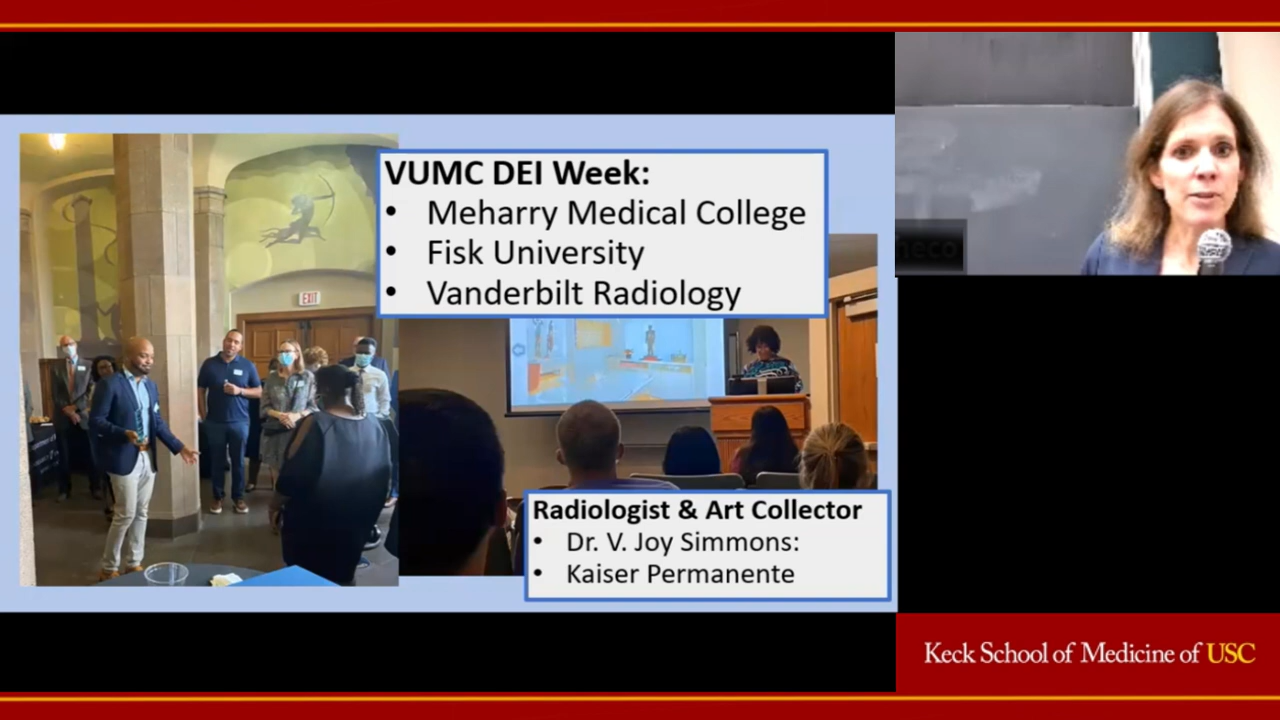 VUMC DEI Week:
• Meharry Medical College
• Fisk University
• Vanderbilt Radiology
EXIT
Radiologist & Art Collector
• Dr. V. Joy Simmons:
• Kaiser Permanente
Keck School of Medicine of USC